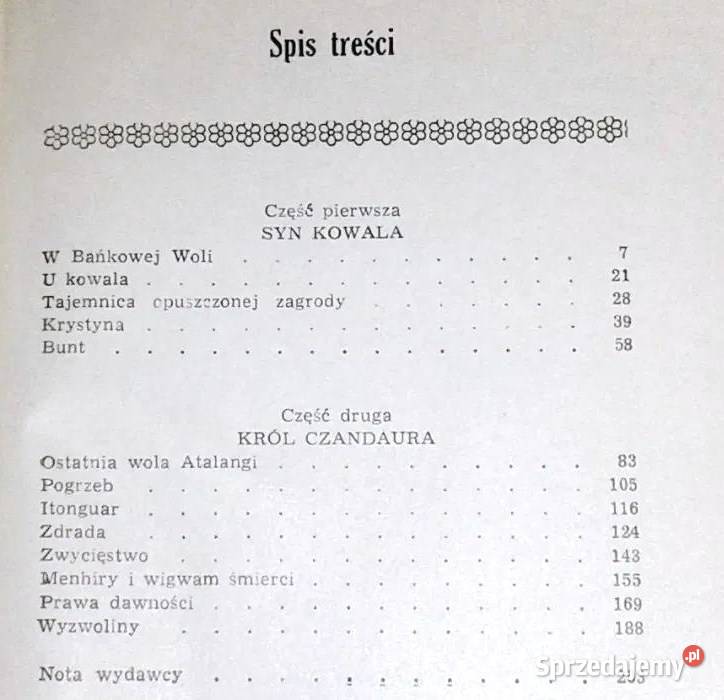 Spis treści
Część pierwsza
SYN KOWALA
W Bańkowej Woli . . . . . . . . . . . 7
U kowala . . . . . . . . . . . . . . 21
Tajemnica opuszczonej zagrody . . . . . . . 28
Krystyna . . . . . . . . . . . . . . 39
Bunt . . . . . . . . . . . . . . . 58
Część druga
KRÓL CZANDAURA
Ostatnia wola Atalangi . . . . . . . . . . 83
Pogrzeb . . . . . . . . . . . . . . 105
Itonguar . . . . . . . . . . . . . . 116
Zdrada . . . . . . . . . . . . . . 124
Zwycięstwo . . . . . . . . . . . . . 143
Menhiry i wigwam śmierci . . . . . . . . . 155
Prawa dawności . . . . . . . . . . . . 169
Wyzwoliny . . . . . . . . . . . . . 188
Nota wydawcy . . . . . . . . . . . .
Sprzedajemy.pl